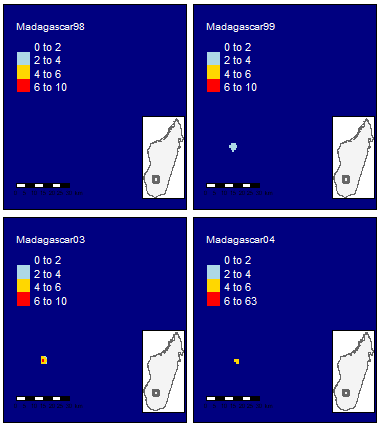 Madagascar98
0 to 2
2 to 4
4 to 6
6 to 10
Madagascar99
0 to 2
2 to 4
4 to 6
6 to 10
Madagascar03
0 to 2
2 to 4
4 to 6
6 to 10
Madagascar04
0 to 2
2 to 4
4 to 6
6 to 63